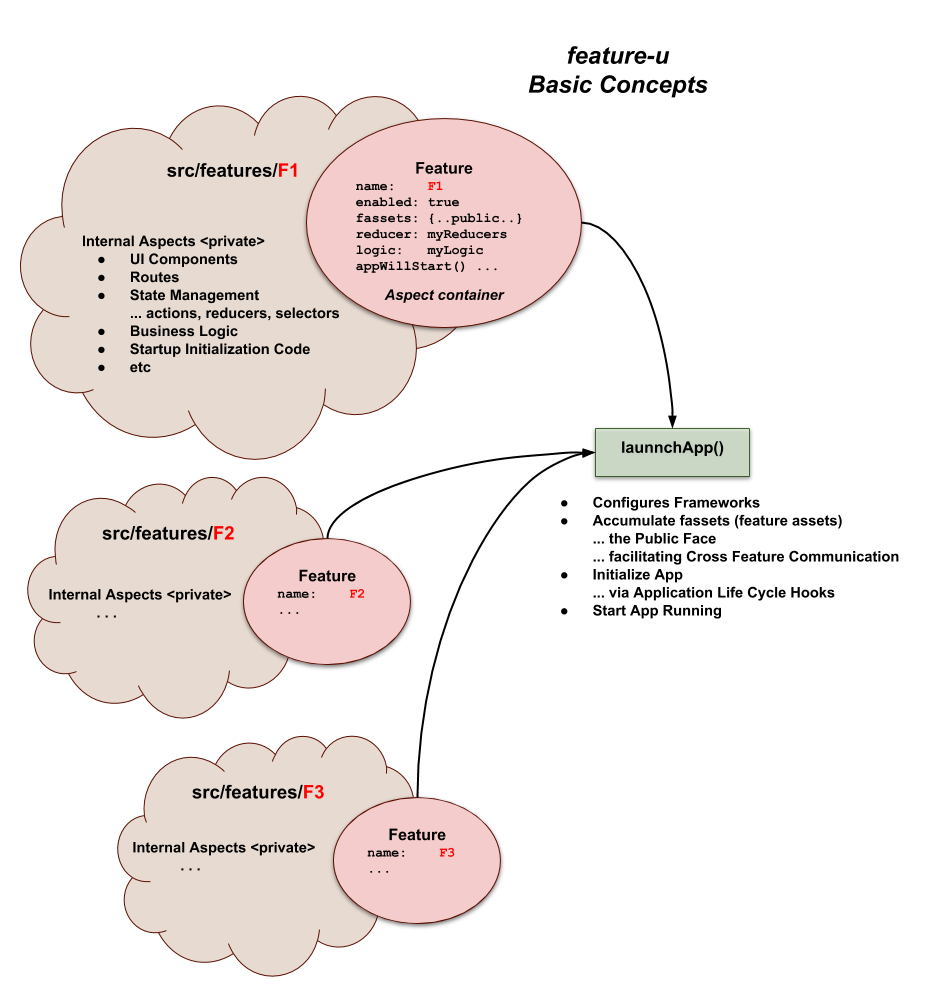 feature-u
Basic Concepts
src/features/F1
Internal Aspects <private>
● UI Components
● Routes
● State Management
... actions, reducers, selectors
● Business Logic
● Startup Initialization Code
● etc
Feature
name: F1
enabled: true
fassets: {..public..}
reducer: myReducers
logic: myLogic
appWillStart() ...
Aspect container
launnchApp()
● Configures Frameworks
● Accumulate fassets (feature assets)
... the Public Face
... facilitating Cross Feature Communication
● Initialize App
... via Application Life Cycle Hooks
● Start App Running
src/features/F2
Internal Aspects <private>
...
Feature
name: F2
...
src/features/F3
Internal Aspects <private>
...
Feature
name: F3
...